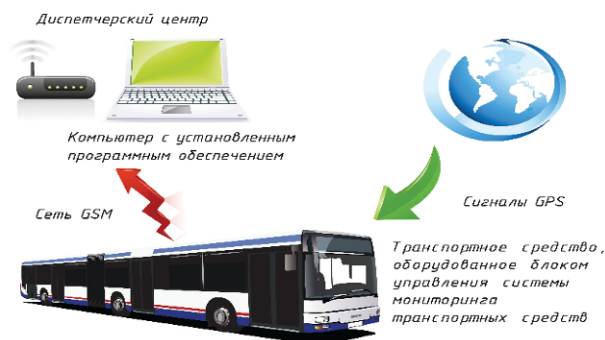 Диспетчерский центр
Компьютер с установленным
программным обеспечением
Сеть GSM
Сигналы GPS
Транспортное средство,
оборудованное блоком
управления системы
мониторинга
транспортных средств